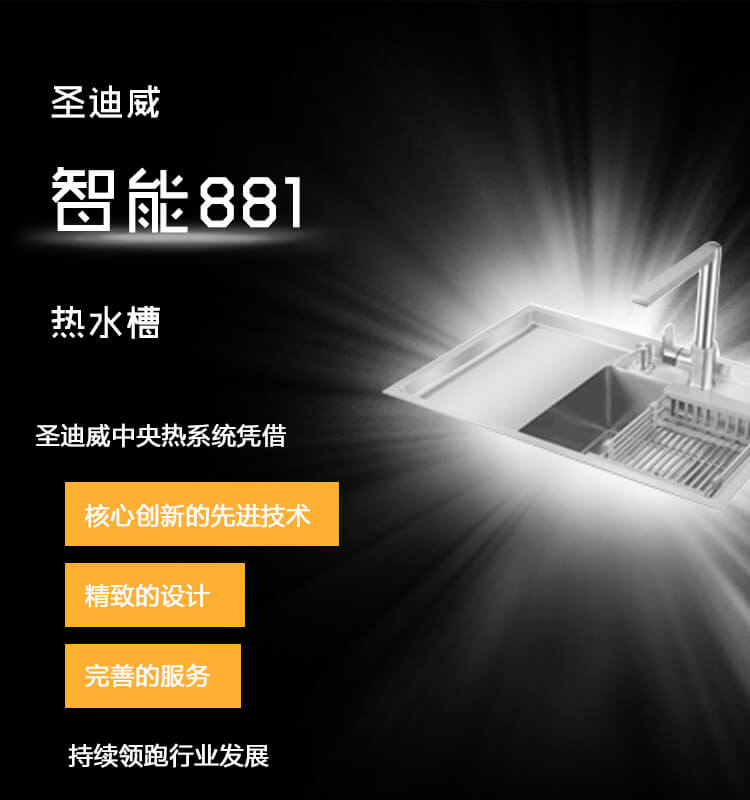 圣迪威
智能881
热水槽
圣迪威中央热系统凭借
核心创新的先进技术
精致的设计
完善的服务
持续领跑行业发展